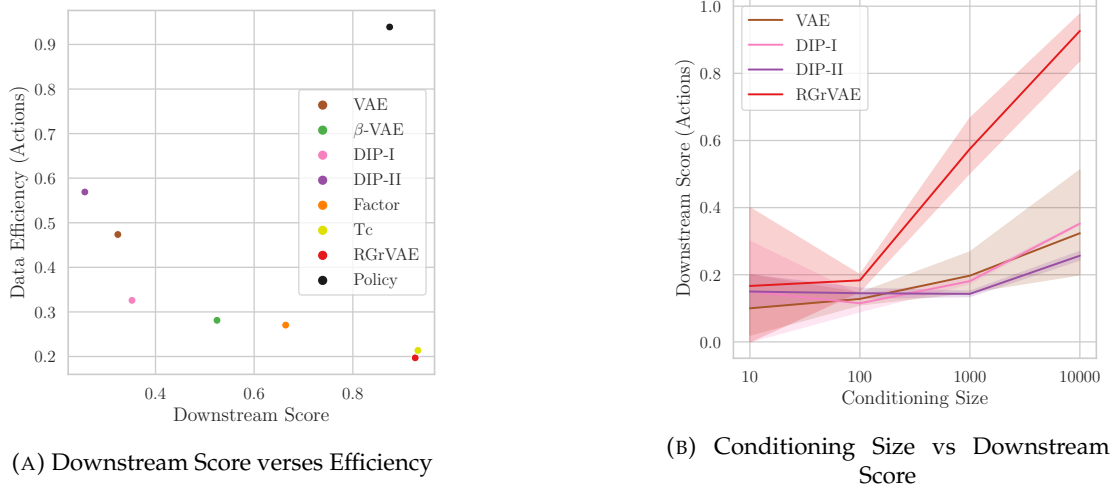 Data Efficiency (Actions)
0.9
0.8
0.7
0.6
0.5
0.4
0.3
0.2
VAE
β-VAE
DIP-I
DIP-II
Factor
Tc
RGrVAE
Policy
0.4
0.6
0.8
Downstream Score
(A) Downstream Score verses Efficiency
Downstream Score (Actions)
1.0
0.8
0.6
0.4
0.2
0.0
VAE
DIP-I
DIP-II
RGrVAE
10
100
1000
10000
Conditioning Size
(B) Conditioning Size vs Downstream
Score